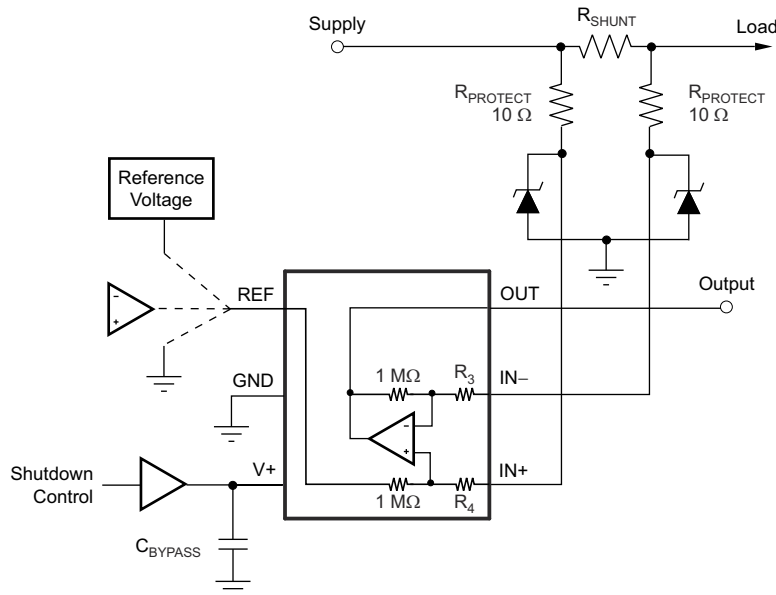 R_SHUNT
Supply
Load
R_PROTECT
10 Ω
R_PROTECT
10 Ω
Reference
Voltage
REF
OUT
Output
GND
1 MΩ
R_3
IN−
Shutdown
Control
V+
1 MΩ
R_4
IN+
C_BYPASS